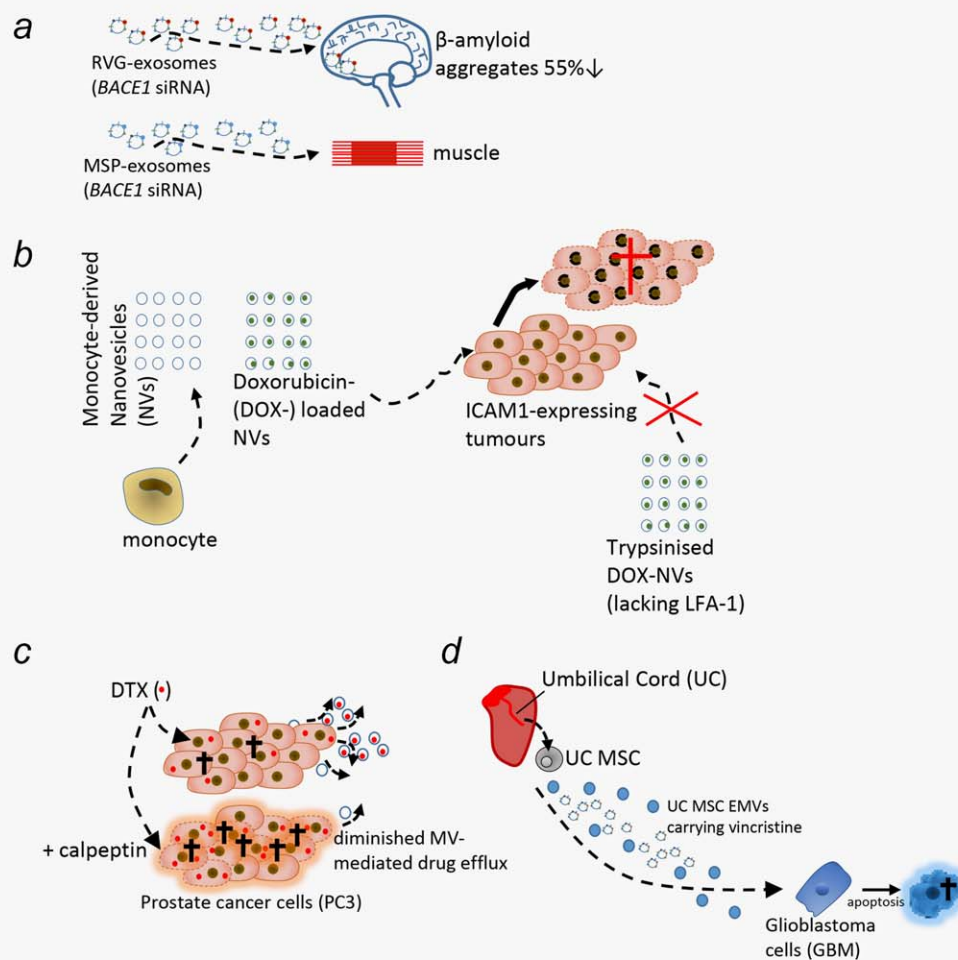 a
RVG-exosomes
(BACE1 siRNA)
β-amyloid
aggregates 55%↓
MSP-exosomes
(BACE1 siRNA)
muscle
b
Monocyte-derived
Nanovesicles
(NVs)
Doxorubicin-
(DOX-) loaded
NVs
ICAM1-expressing
tumours
monocyte
Trypsinised
DOX-NVs
(lacking LFA-1)
c
DTX (•)
+ calpeptin
diminished MV-
mediated drug efflux
Prostate cancer cells (PC3)
d
Umbilical Cord (UC)
UC MSC
UC MSC EMVs
carrying vincristine
apoptosis
Glioblastoma
cells (GBM)